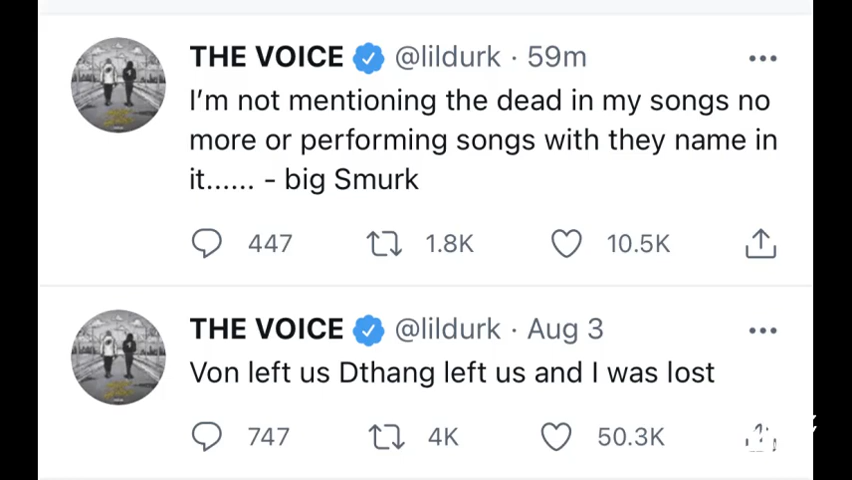 THE VOICE @lildurk · 59m
I'm not mentioning the dead in my songs no
more or performing songs with they name in
it...... - big Smurk
447 1.8K 10.5K
THE VOICE @lildurk · Aug 3
Von left us Dthang left us and I was lost
747 4K 50.3K